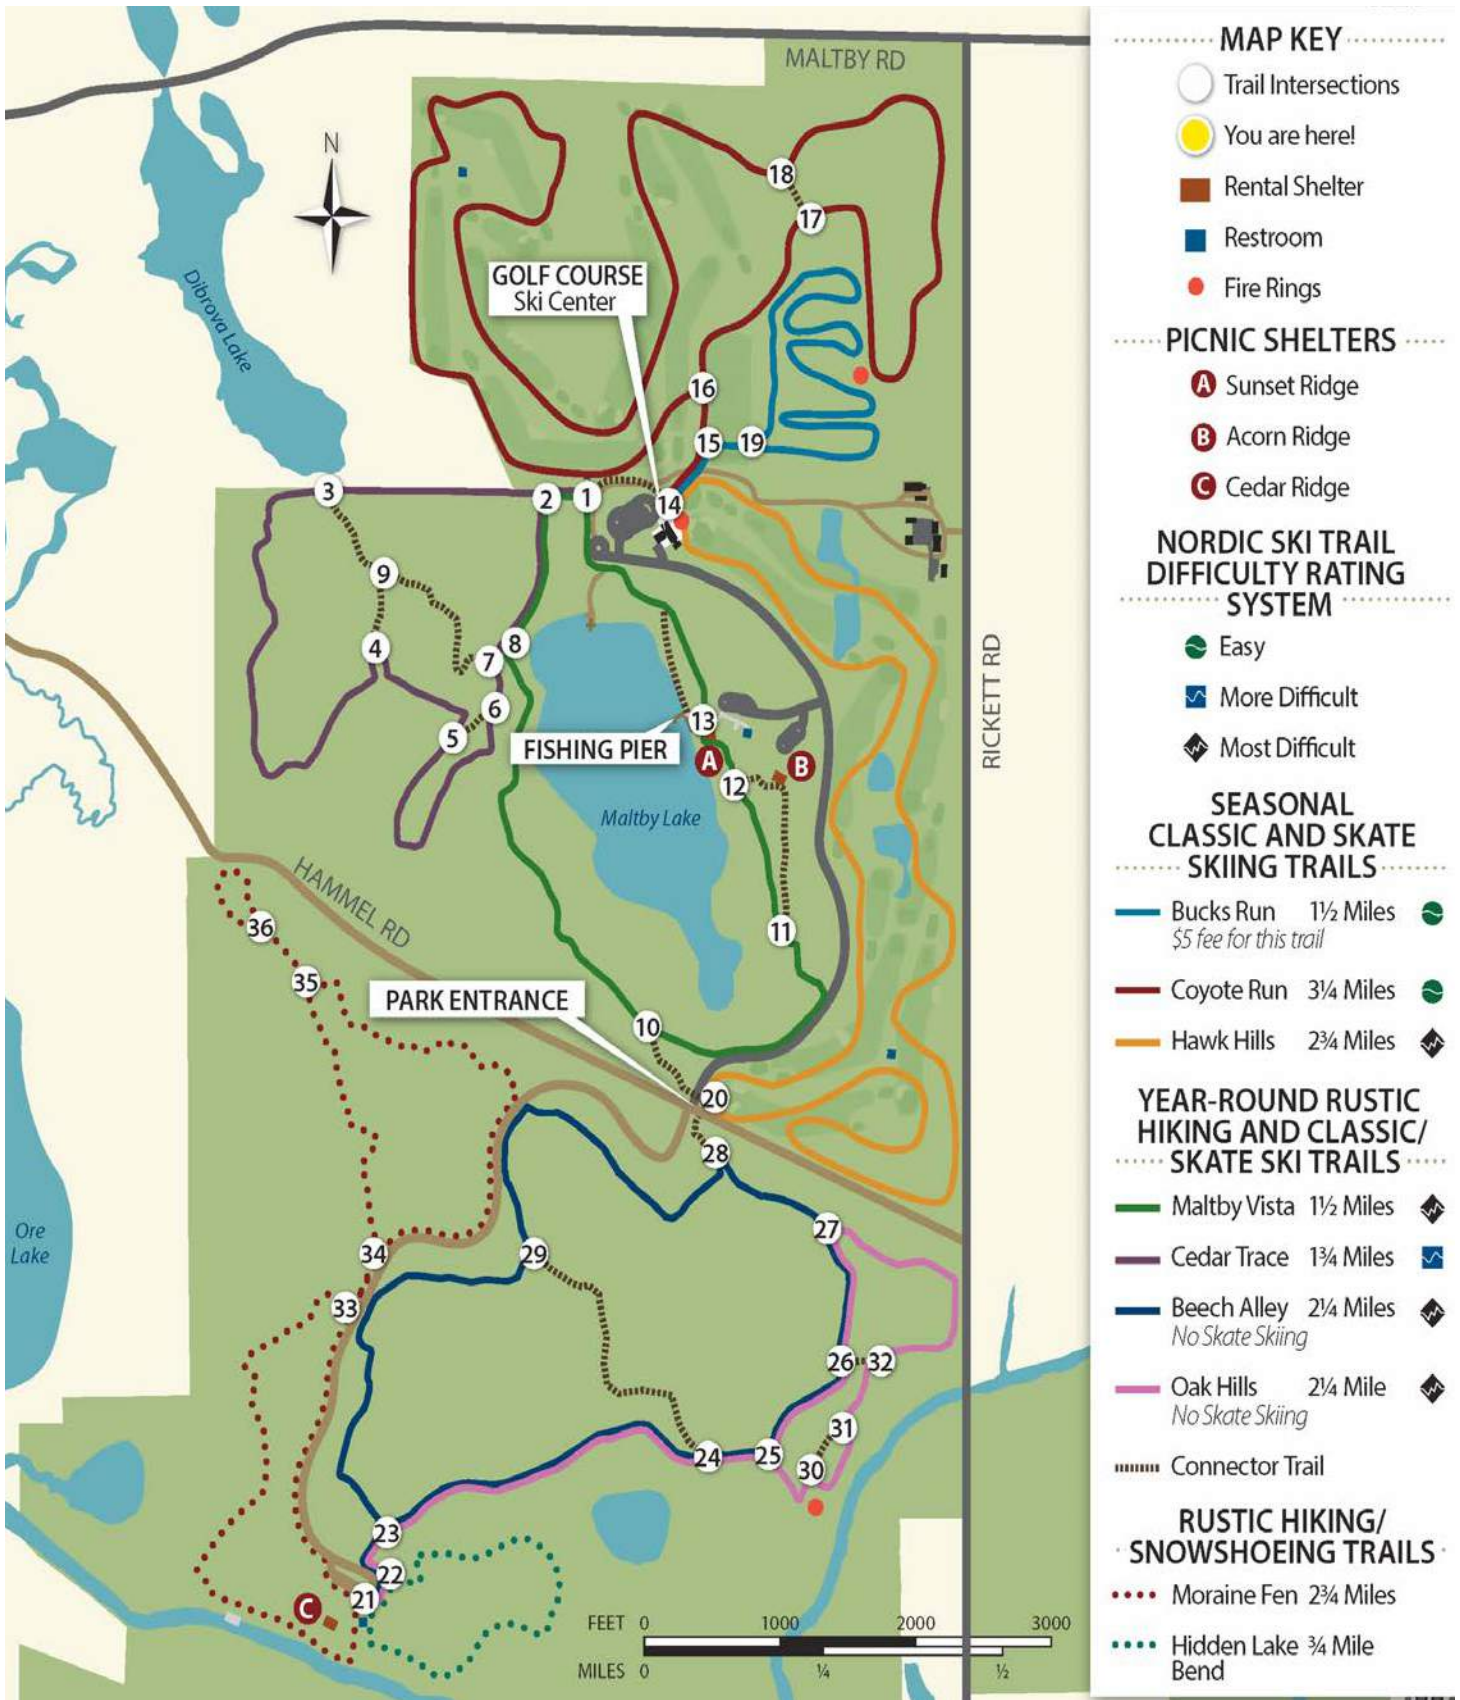 MALTBY RD
N
18
17
GOLF COURSE
Ski Center
Dibrova Lake
16
15
19
3
2
1
14
9
4
8
7
6
5
13
FISHING PIER
A
B
12
Maltby Lake
RICKETT RD
HAMMEL RD
36
11
35
PARK ENTRANCE
10
20
28
27
Ore
Lake
34
29
33
26
32
31
24
25
30
23
22
21
C
FEET 0 1000 2000 3000
MILES 0 ¼ ½
MAP KEY
Trail Intersections
You are here!
Rental Shelter
Restroom
Fire Rings
PICNIC SHELTERS
A Sunset Ridge
B Acorn Ridge
C Cedar Ridge
NORDIC SKI TRAIL
DIFFICULTY RATING
SYSTEM
Easy
More Difficult
Most Difficult
SEASONAL
CLASSIC AND SKATE
SKIING TRAILS
Bucks Run 1½ Miles
$5 fee for this trail
Coyote Run 3¼ Miles
Hawk Hills 2¾ Miles
YEAR-ROUND RUSTIC
HIKING AND CLASSIC/
SKATE SKI TRAILS
Maltby Vista 1½ Miles
Cedar Trace 1¾ Miles
Beech Alley 2¼ Miles
No Skate Skiing
Oak Hills 2¼ Mile
No Skate Skiing
Connector Trail
RUSTIC HIKING/
SNOWSHOEING TRAILS
Moraine Fen 2¾ Miles
Hidden Lake ¾ Mile
Bend